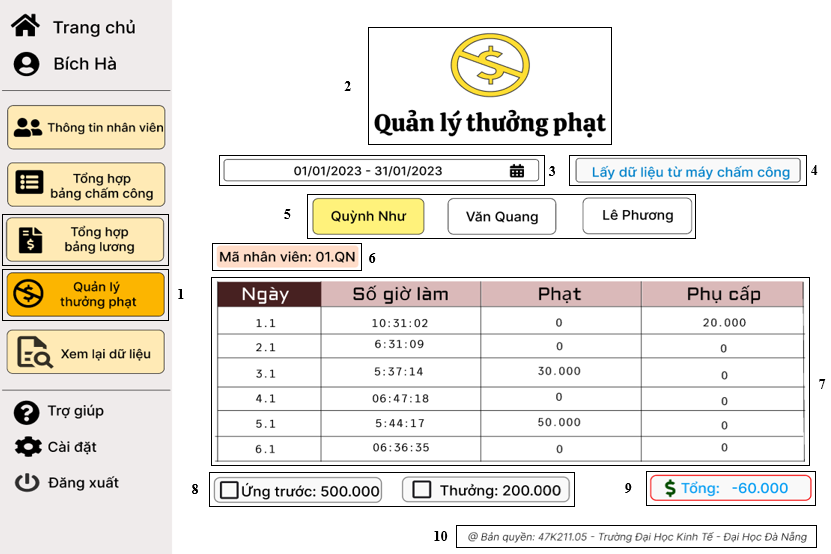 Trang chủ
Bích Hà
Thông tin nhân viên
Tổng hợp
bảng chấm công
Tổng hợp
bảng lương
Quản lý
thưởng phạt
1
Xem lại dữ liệu
Trợ giúp
Cài đặt
Đăng xuất
2
Quản lý thưởng phạt
01/01/2023 - 31/01/2023
3
Lấy dữ liệu từ máy chấm công
4
5
Quỳnh Như
Văn Quang
Lê Phương
Mã nhân viên: 01.QN
6
Ngày Số giờ làm Phạt Phụ cấp
1.1 10:31:02 0 20.000
2.1 6:31:09 0 0
3.1 5:37:14 30.000 0
4.1 06:47:18 0 0
5.1 5:44:17 50.000 0
6.1 06:36:35 0 0
7
8
Ứng trước: 500.000
Thưởng: 200.000
9
$ Tổng: -60.000
10
@ Bản quyền: 47K211.05 - Trường Đại Học Kinh Tế - Đại Học Đà Nẵng